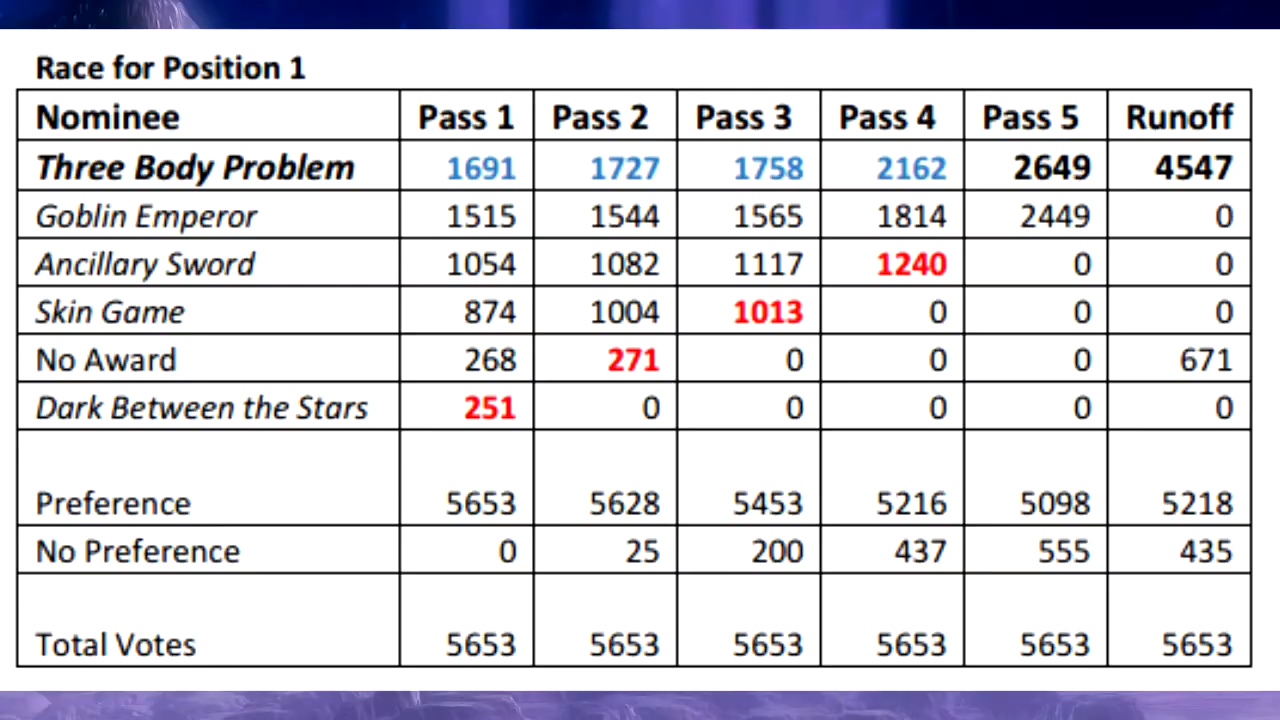 Race for Position 1
Nominee Pass 1 Pass 2 Pass 3 Pass 4 Pass 5 Runoff
Three Body Problem 1691 1727 1758 2162 2649 4547
Goblin Emperor 1515 1544 1565 1814 2449 0
Ancillary Sword 1054 1082 1117 1240 0 0
Skin Game 874 1004 1013 0 0 0
No Award 268 271 0 0 0 671
Dark Between the Stars 251 0 0 0 0 0
Preference 5653 5628 5453 5216 5098 5218
No Preference 0 25 200 437 555 435
Total Votes 5653 5653 5653 5653 5653 5653